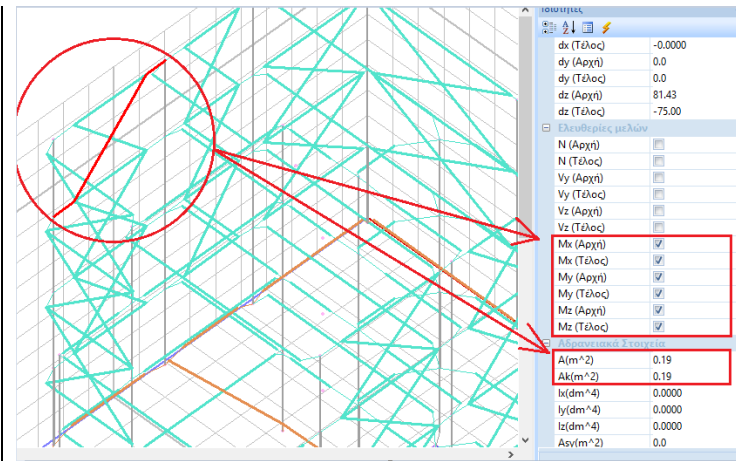 Ιδιότητες
dx (Τέλος) -0.0000
dy (Αρχή) 0.0
dy (Τέλος) 0.0
dz (Αρχή) 81.43
dz (Τέλος) -75.00
Ελευθερίες μελών
N (Αρχή)
N (Τέλος)
Vy (Αρχή)
Vy (Τέλος)
Vz (Αρχή)
Vz (Τέλος)
Mx (Αρχή)
Mx (Τέλος)
My (Αρχή)
My (Τέλος)
Mz (Αρχή)
Mz (Τέλος)
Αδρανειακά Στοιχεία
A(m^2) 0.19
Ak(m^2) 0.19
Ix(dm^4) 0.0000
Iy(dm^4) 0.0000
Iz(dm^4) 0.0000
Asy(m^2) 0.0